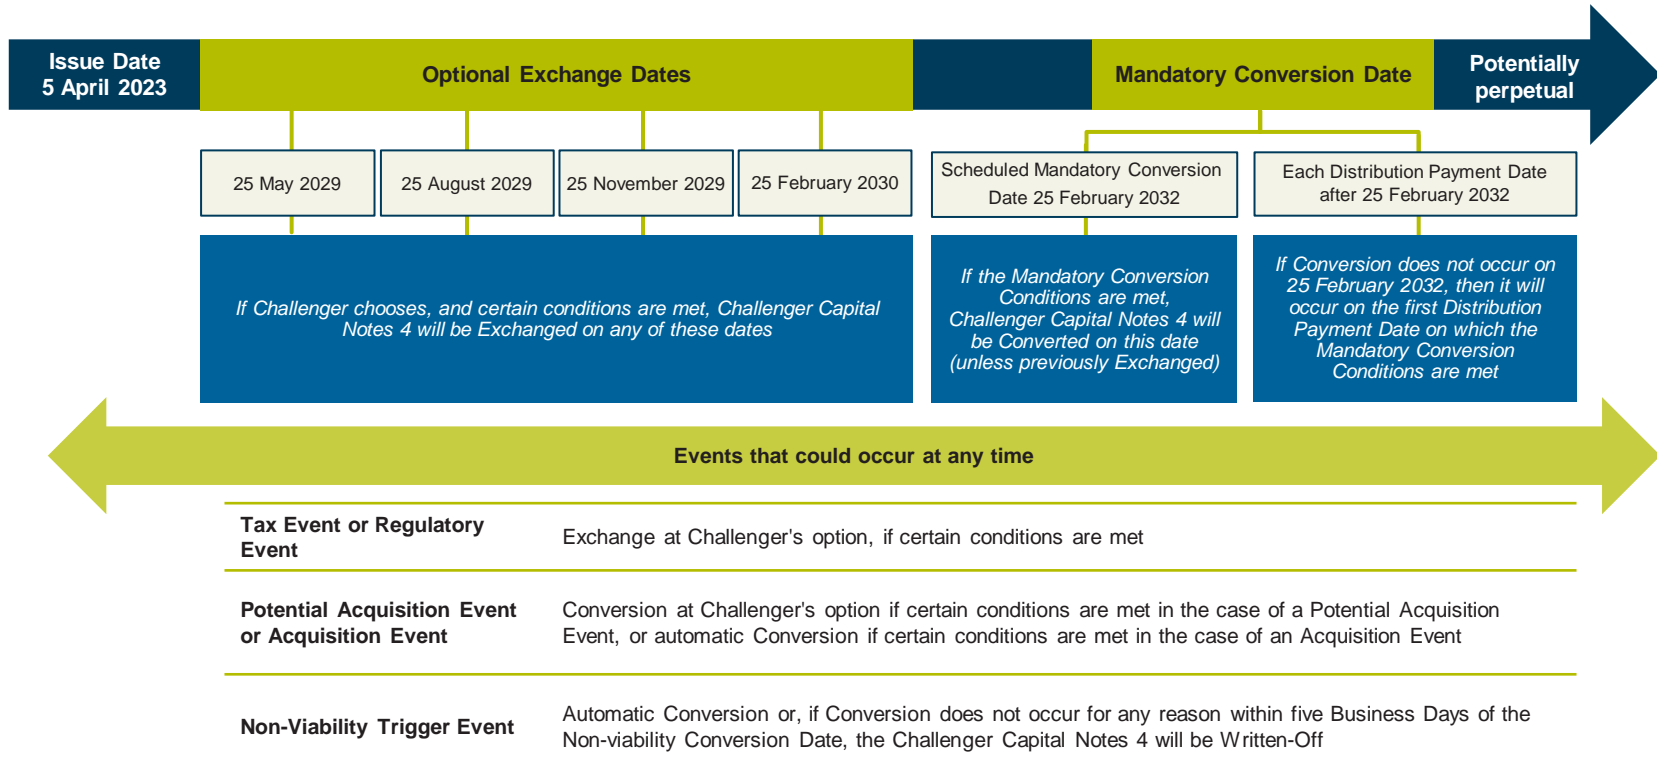 Issue Date
5 April 2023
Optional Exchange Dates
Mandatory Conversion Date
Potentially
perpetual
25 May 2029
25 August 2029
25 November 2029
25 February 2030
Scheduled Mandatory Conversion
Date 25 February 2032
Each Distribution Payment Date
after 25 February 2032
If Challenger chooses, and certain conditions are met, Challenger Capital
Notes 4 will be Exchanged on any of these dates
If the Mandatory Conversion
Conditions are met,
Challenger Capital Notes 4 will
be Converted on this date
(unless previously Exchanged)
If Conversion does not occur on
25 February 2032, then it will
occur on the first Distribution
Payment Date on which the
Mandatory Conversion
Conditions are met
Events that could occur at any time
Tax Event or Regulatory
Event
Exchange at Challenger's option, if certain conditions are met
Potential Acquisition Event
or Acquisition Event
Conversion at Challenger's option if certain conditions are met in the case of a Potential Acquisition
Event, or automatic Conversion if certain conditions are met in the case of an Acquisition Event
Non-Viability Trigger Event
Automatic Conversion or, if Conversion does not occur for any reason within five Business Days of the
Non-viability Conversion Date, the Challenger Capital Notes 4 will be Written-Off